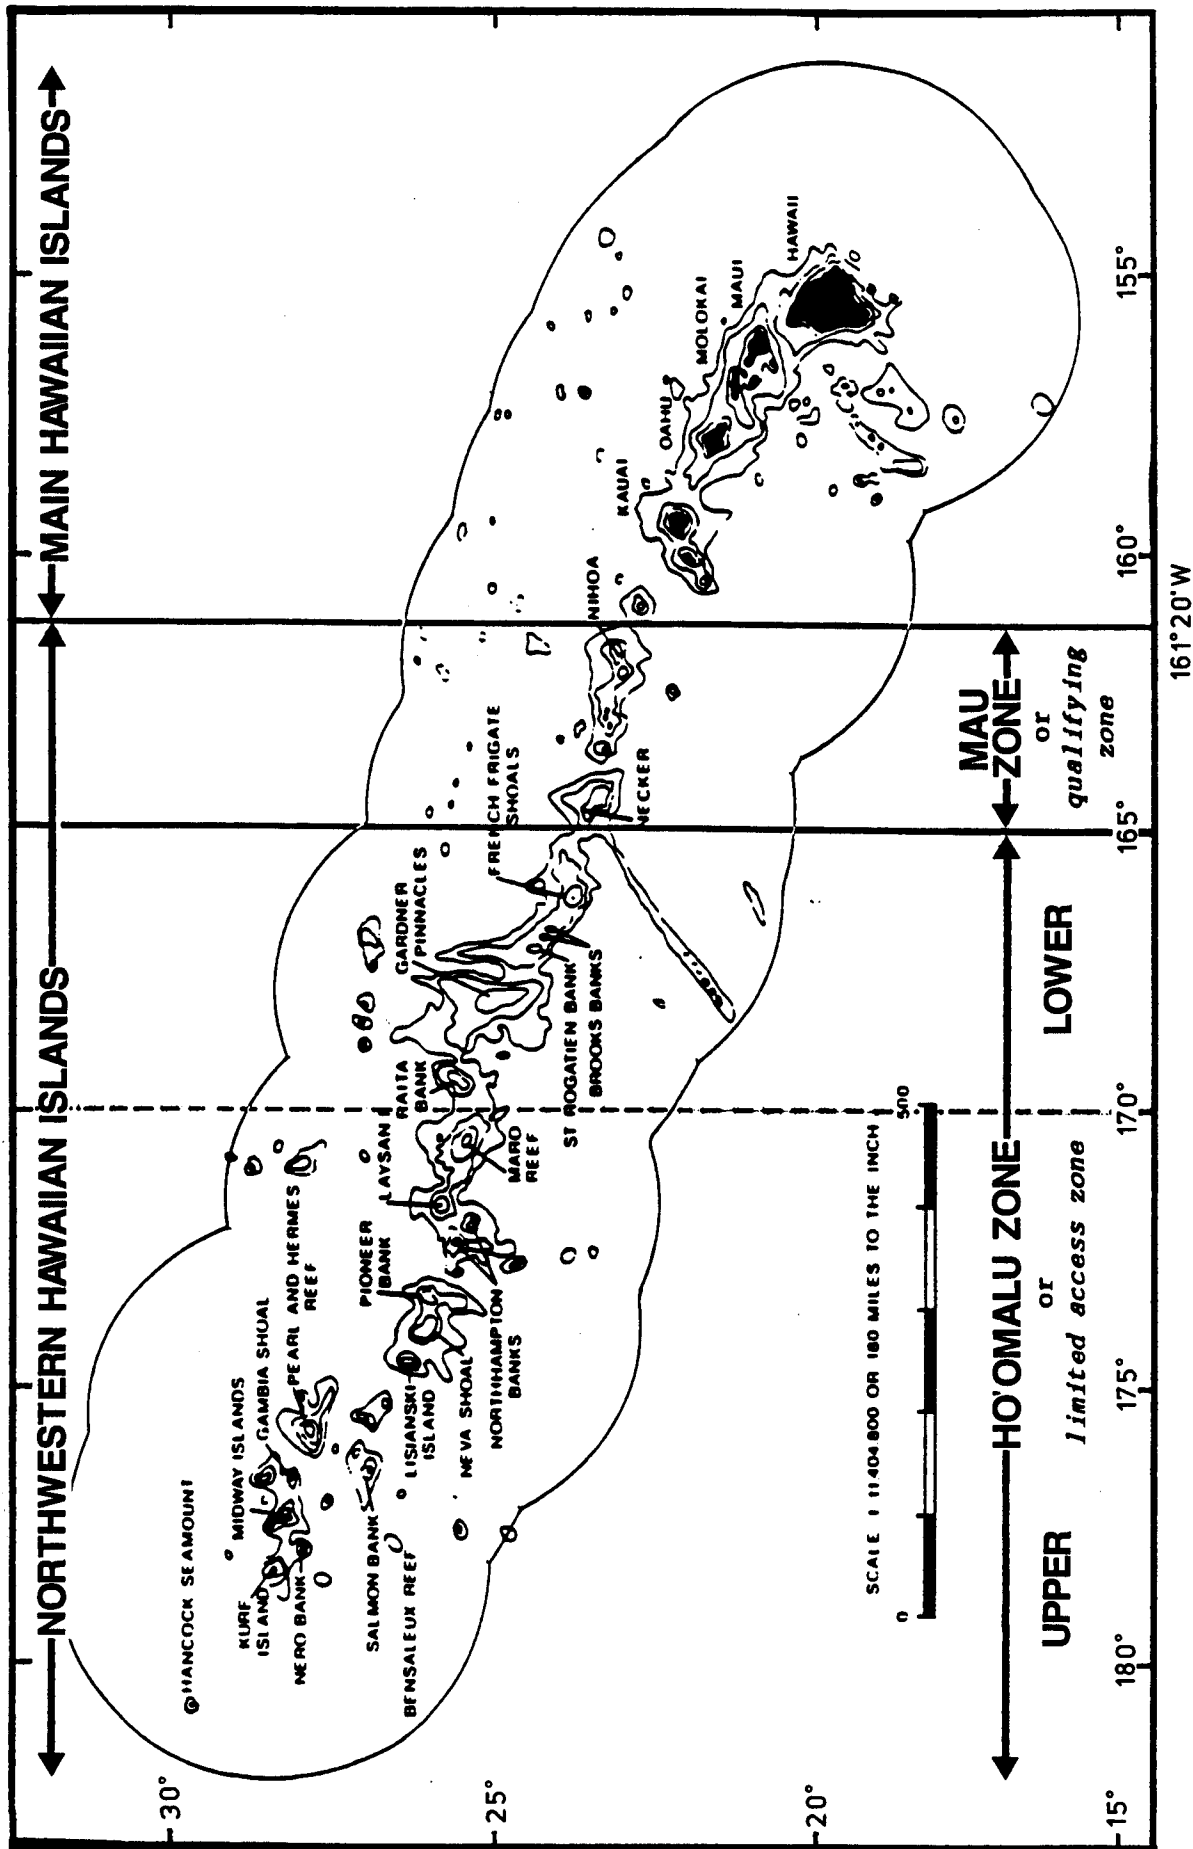 NORTHWESTERN HAWAIIAN ISLANDS
MAIN HAWAIIAN ISLANDS
HANCOCK SEAMOUNT
KURE
ISLAND
NERO BANK
MIDWAY ISLANDS
GAMBIA SHOAL
PEARL AND HERMES
REEF
SALMON BANK
BENSALEUX REEF
LISIANSKI
ISLAND
NEVA SHOAL
NORTHHAMPTON
BANKS
PIONEER
BANK
LAYSAN
MARO
REEF
RAITA
BANK
GARDNER
PINNACLES
ST ROGATIEN BANK
BROOKS BANKS
FRENCH FRIGATE
SHOALS
NECKER
NIHOA
KAUAI
OAHU
MOLOKAI
MAUI
HAWAII
30°
25°
20°
15°
SCALE 1 11 404 800 OR 180 MILES TO THE INCH
0
500
HO'OMALU ZONE
or
limited access zone
UPPER
LOWER
MAU
ZONE
or
qualifying
zone
180°
175°
170°
165°
160°
155°
161°20'W